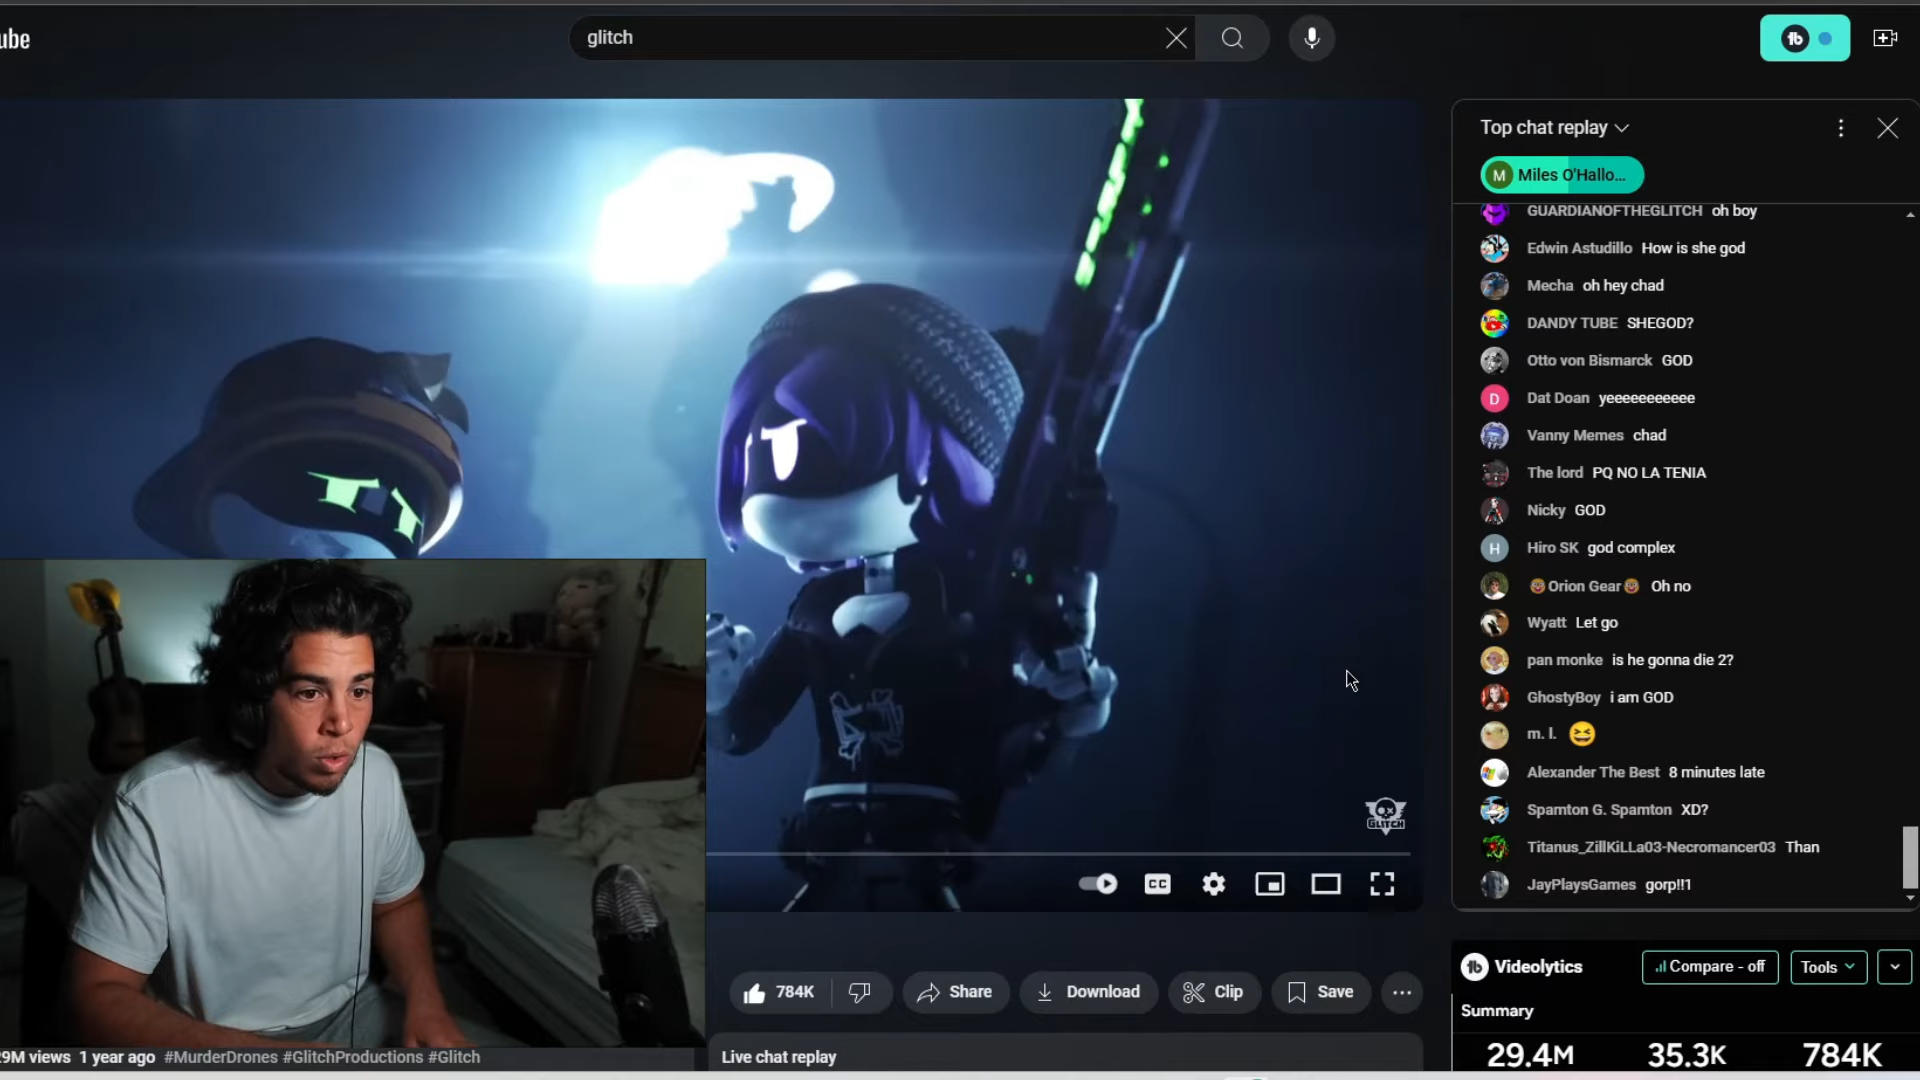 ube
glitch
Top chat replay
M Miles O'Hallo...
GUARDIANOFTHEGLITCH oh boy
Edwin Astudillo How is she god
Mecha oh hey chad
DANDY TUBE SHEGOD?
Otto von Bismarck GOD
D Dat Doan yeeeeeeeeeee
Vanny Memes chad
The lord PQ NO LA TENIA
Nicky GOD
H Hiro SK god complex
Orion Gear Oh no
Wyatt Let go
pan monke is he gonna die 2?
GhostyBoy i am GOD
m. l.
Alexander The Best 8 minutes late
Spamton G. Spamton XD?
Titanus_ZillKiLLa03-Necromancer03 Than
JayPlaysGames gorp!!1
GLITCH
CC
784K
Share
Download
Clip
Save
29M views 1 year ago #MurderDrones #GlitchProductions #Glitch
Live chat replay
Videolytics
Compare - off
Tools
Summary
29.4M 35.3K 784K